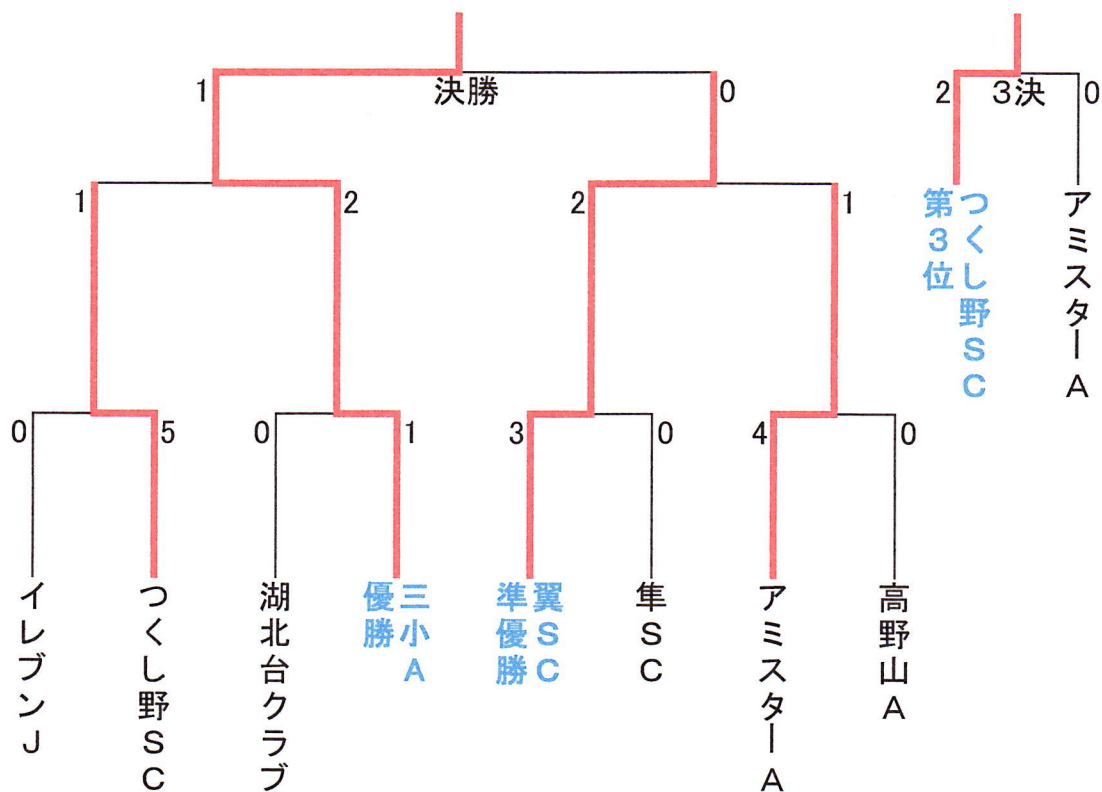 1
決勝
0
2
3決
0
1
2
2
1
第3位
つくし野SC
アミスターA
0
5
0
1
3
0
4
0
イレブンJ
つくし野SC
湖北台クラブ
優勝
三小A
準優勝
翼SC
隼SC
アミスターA
高野山A